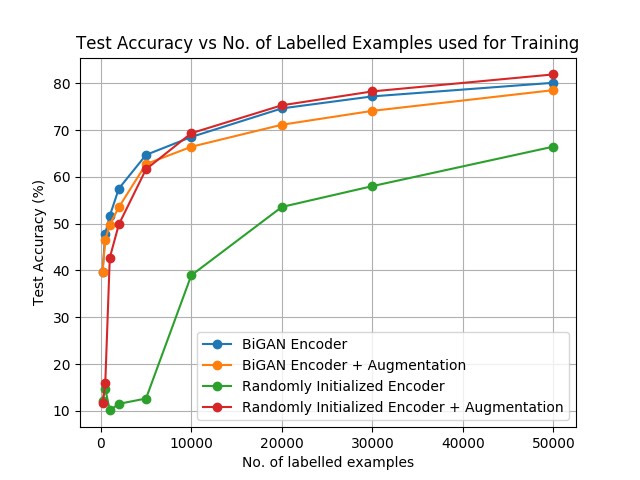 Test Accuracy vs No. of Labelled Examples used for Training
Test Accuracy (%)
80
70
60
50
40
30
20
10
BiGAN Encoder
BiGAN Encoder + Augmentation
Randomly Initialized Encoder
Randomly Initialized Encoder + Augmentation
0 10000 20000 30000 40000 50000
No. of labelled examples